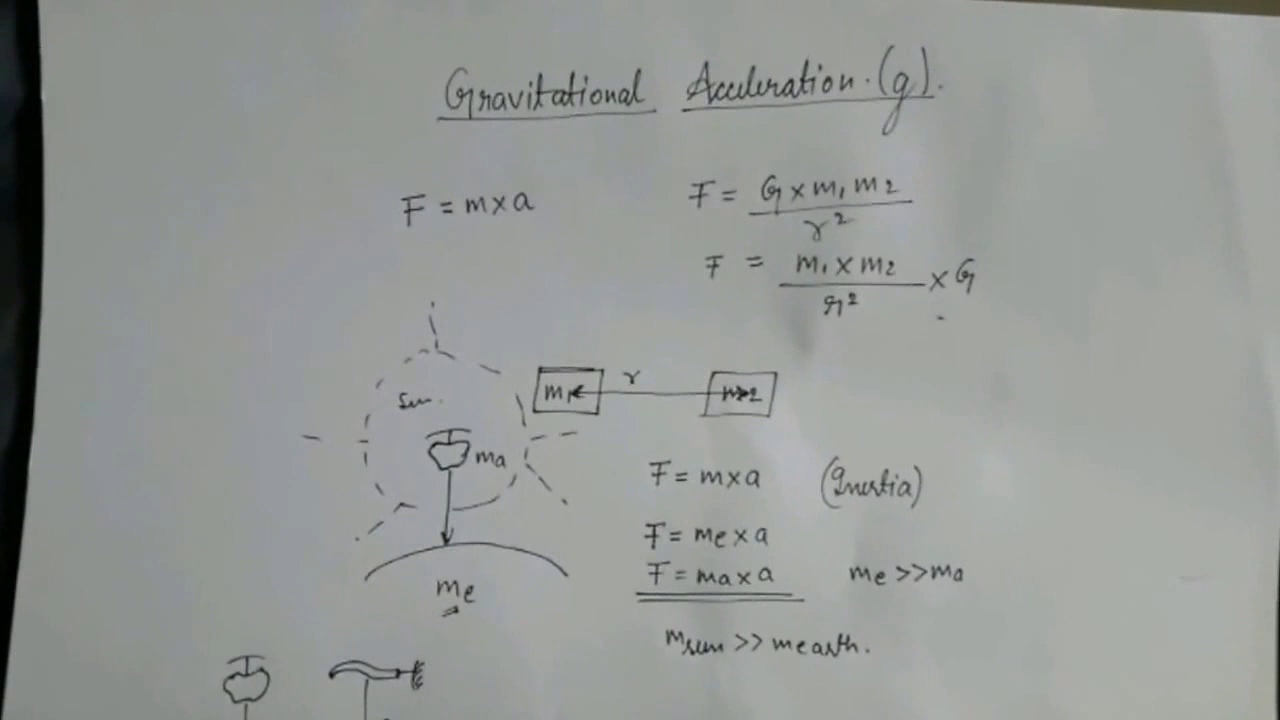 Gravitational Acceleration. (g).
F = m x a
F = G x m1 m2 / r²
F = m1 x m2 / r² x G
Sun.
m1 r m2
ma
F = m x a (Inertia)
F = me x a
F = ma x a me >> ma
me
msun >> mearth.